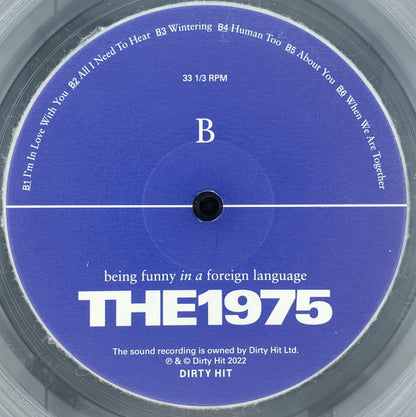 B1 I'm In Love With You B2 All I Need To Hear B3 Wintering B4 Human Too B5 About You B6 When We Are Together
33 1/3 RPM
B
being funny in a foreign language
THE1975
The sound recording is owned by Dirty Hit Ltd.
℗ & © Dirty Hit 2022
DIRTY HIT